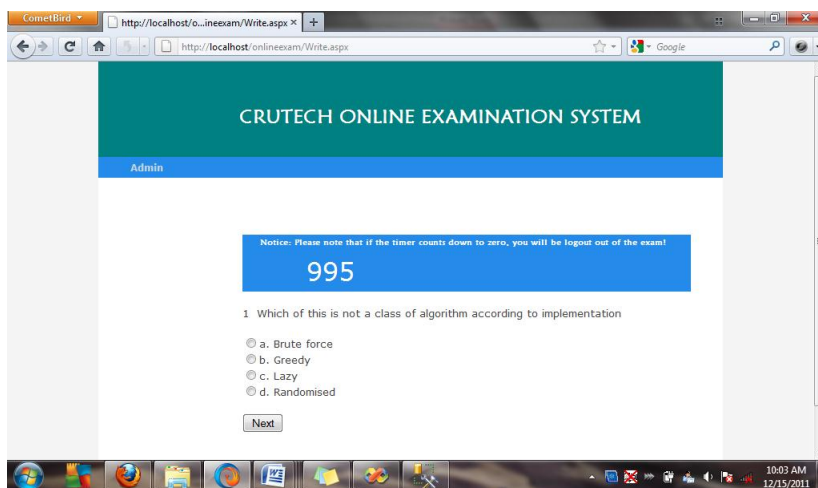 CometBird
http://localhost/o...ineexam/Write.aspx
http://localhost/onlineexam/Write.aspx
Google
CRUTECH ONLINE EXAMINATION SYSTEM
Admin
Notice: Please note that if the timer counts down to zero, you will be logout out of the exam!
995
1 Which of this is not a class of algorithm according to implementation
a. Brute force
b. Greedy
c. Lazy
d. Randomised
Next
10:03 AM
12/15/2011